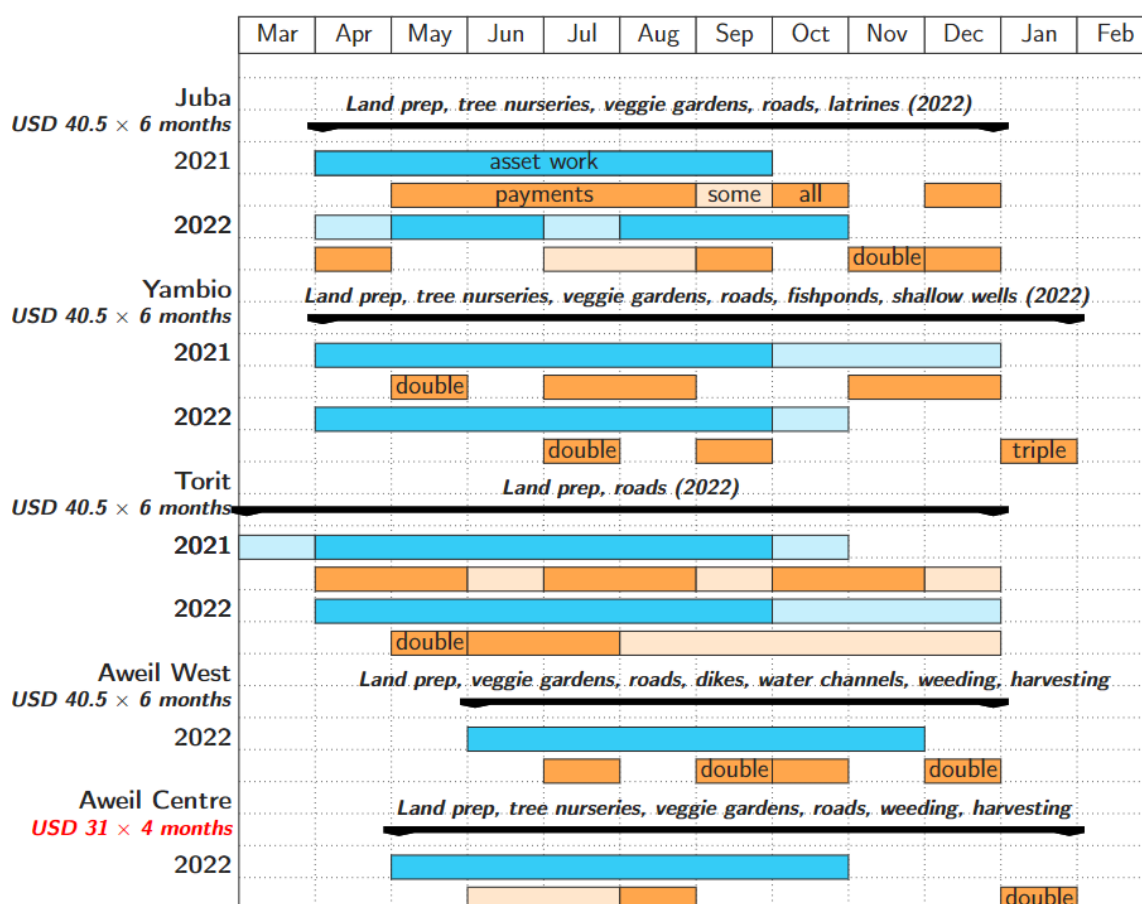 Mar Apr May Jun Jul Aug Sep Oct Nov Dec Jan Feb
Juba
Land prep, tree nurseries, veggie gardens, roads, latrines (2022)
USD 40.5 × 6 months
2021
asset work
payments some all
2022
double
Yambio
Land prep, tree nurseries, veggie gardens, roads, fishponds, shallow wells (2022)
USD 40.5 × 6 months
2021
double
2022
double triple
Torit
Land prep, roads (2022)
USD 40.5 × 6 months
2021
2022
double
Aweil West
Land prep, veggie gardens, roads, dikes, water channels, weeding, harvesting
USD 40.5 × 6 months
2022
double double
Aweil Centre
Land prep, tree nurseries, veggie gardens, roads, weeding, harvesting
USD 31 × 4 months
2022
double